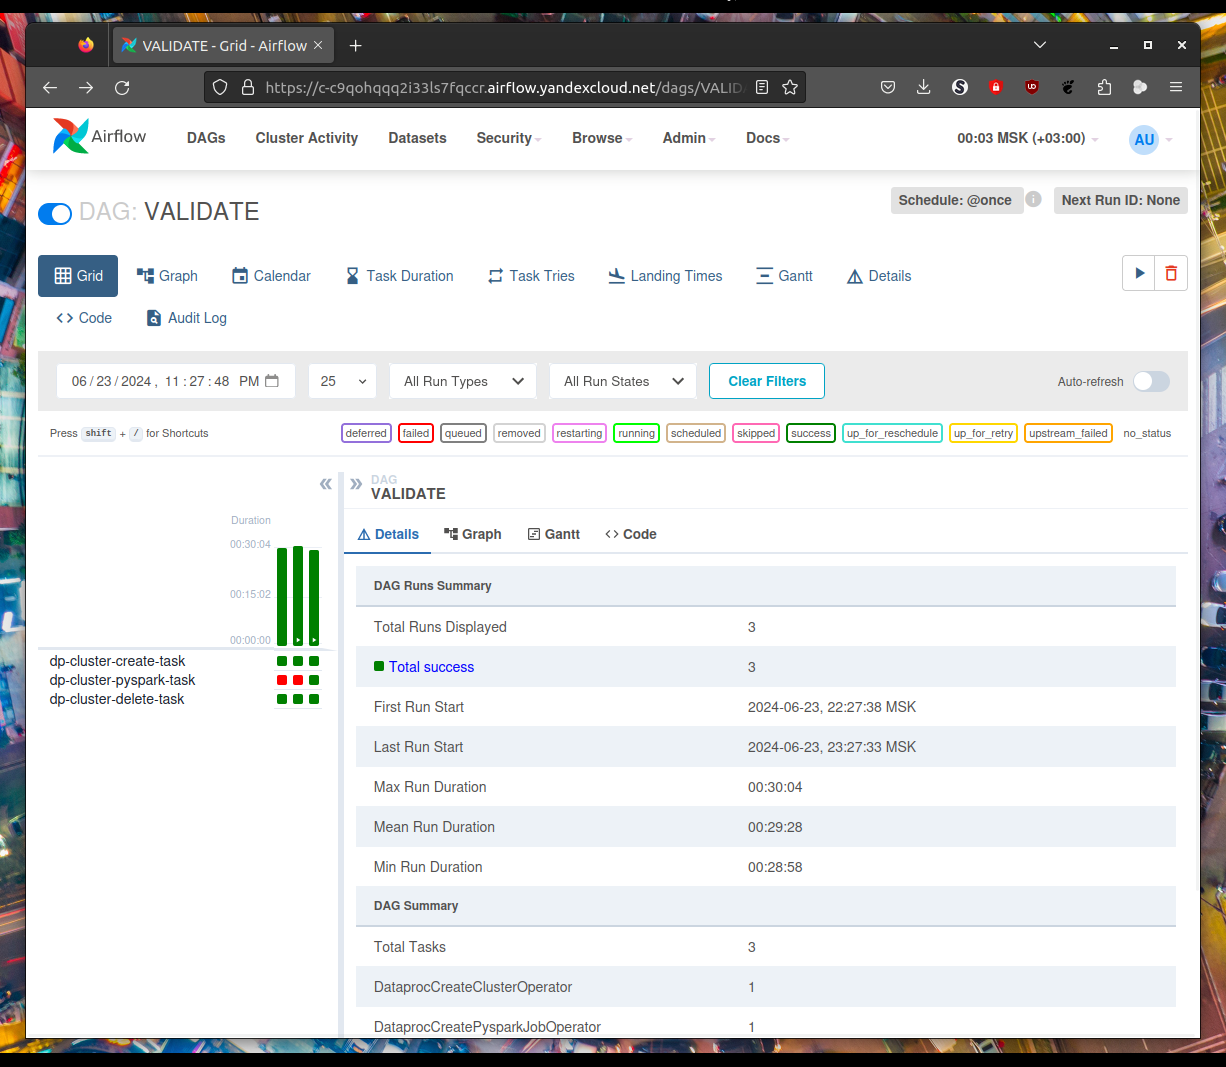 VALIDATE - Grid - Airflow
https://c-c9qohqqq2i33ls7fqccr.airflow.yandexcloud.net/dags/VALID
Airflow
DAGs
Cluster Activity
Datasets
Security
Browse
Admin
Docs
00:03 MSK (+03:00)
AU
DAG: VALIDATE
Schedule: @once
Next Run ID: None
Grid
Graph
Calendar
Task Duration
Task Tries
Landing Times
Gantt
Details
Code
Audit Log
06/23/2024, 11:27:48 PM
25
All Run Types
All Run States
Clear Filters
Auto-refresh
Press shift + / for Shortcuts
deferred
failed
queued
removed
restarting
running
scheduled
skipped
success
up_for_reschedule
up_for_retry
upstream_failed
no_status
DAG
VALIDATE
Details
Graph
Gantt
Code
Duration
00:30:04
00:15:02
00:00:00
dp-cluster-create-task
dp-cluster-pyspark-task
dp-cluster-delete-task
DAG Runs Summary
Total Runs Displayed 3
Total success 3
First Run Start 2024-06-23, 22:27:38 MSK
Last Run Start 2024-06-23, 23:27:33 MSK
Max Run Duration 00:30:04
Mean Run Duration 00:29:28
Min Run Duration 00:28:58
DAG Summary
Total Tasks 3
DataprocCreateClusterOperator 1
DataprocCreatePysparkJobOperator 1